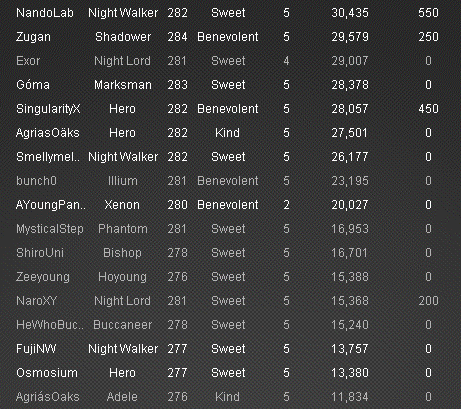 NandoLab Night Walker 282 Sweet 5 30,435 550
Zugan Shadower 284 Benevolent 5 29,579 250
Exor Night Lord 281 Sweet 4 29,007 0
Góma Marksman 283 Sweet 5 28,378 0
SingularityX Hero 282 Benevolent 5 28,057 450
AgriasOäks Hero 282 Kind 5 27,501 0
Smellymel.. Night Walker 282 Sweet 5 26,177 0
bunch0 Illium 281 Benevolent 5 23,195 0
AYoungPan.. Xenon 280 Benevolent 2 20,027 0
MysticalStep Phantom 281 Sweet 5 16,953 0
ShiroUni Bishop 278 Sweet 5 16,701 0
Zeeyoung Hoyoung 276 Sweet 5 15,388 0
NaroXY Night Lord 281 Sweet 5 15,368 200
HeWhoBuc.. Buccaneer 278 Sweet 5 15,240 0
FujiNW Night Walker 277 Sweet 5 13,757 0
Osmosium Hero 277 Sweet 5 13,380 0
AgriásOaks Adele 276 Kind 5 11,834 0